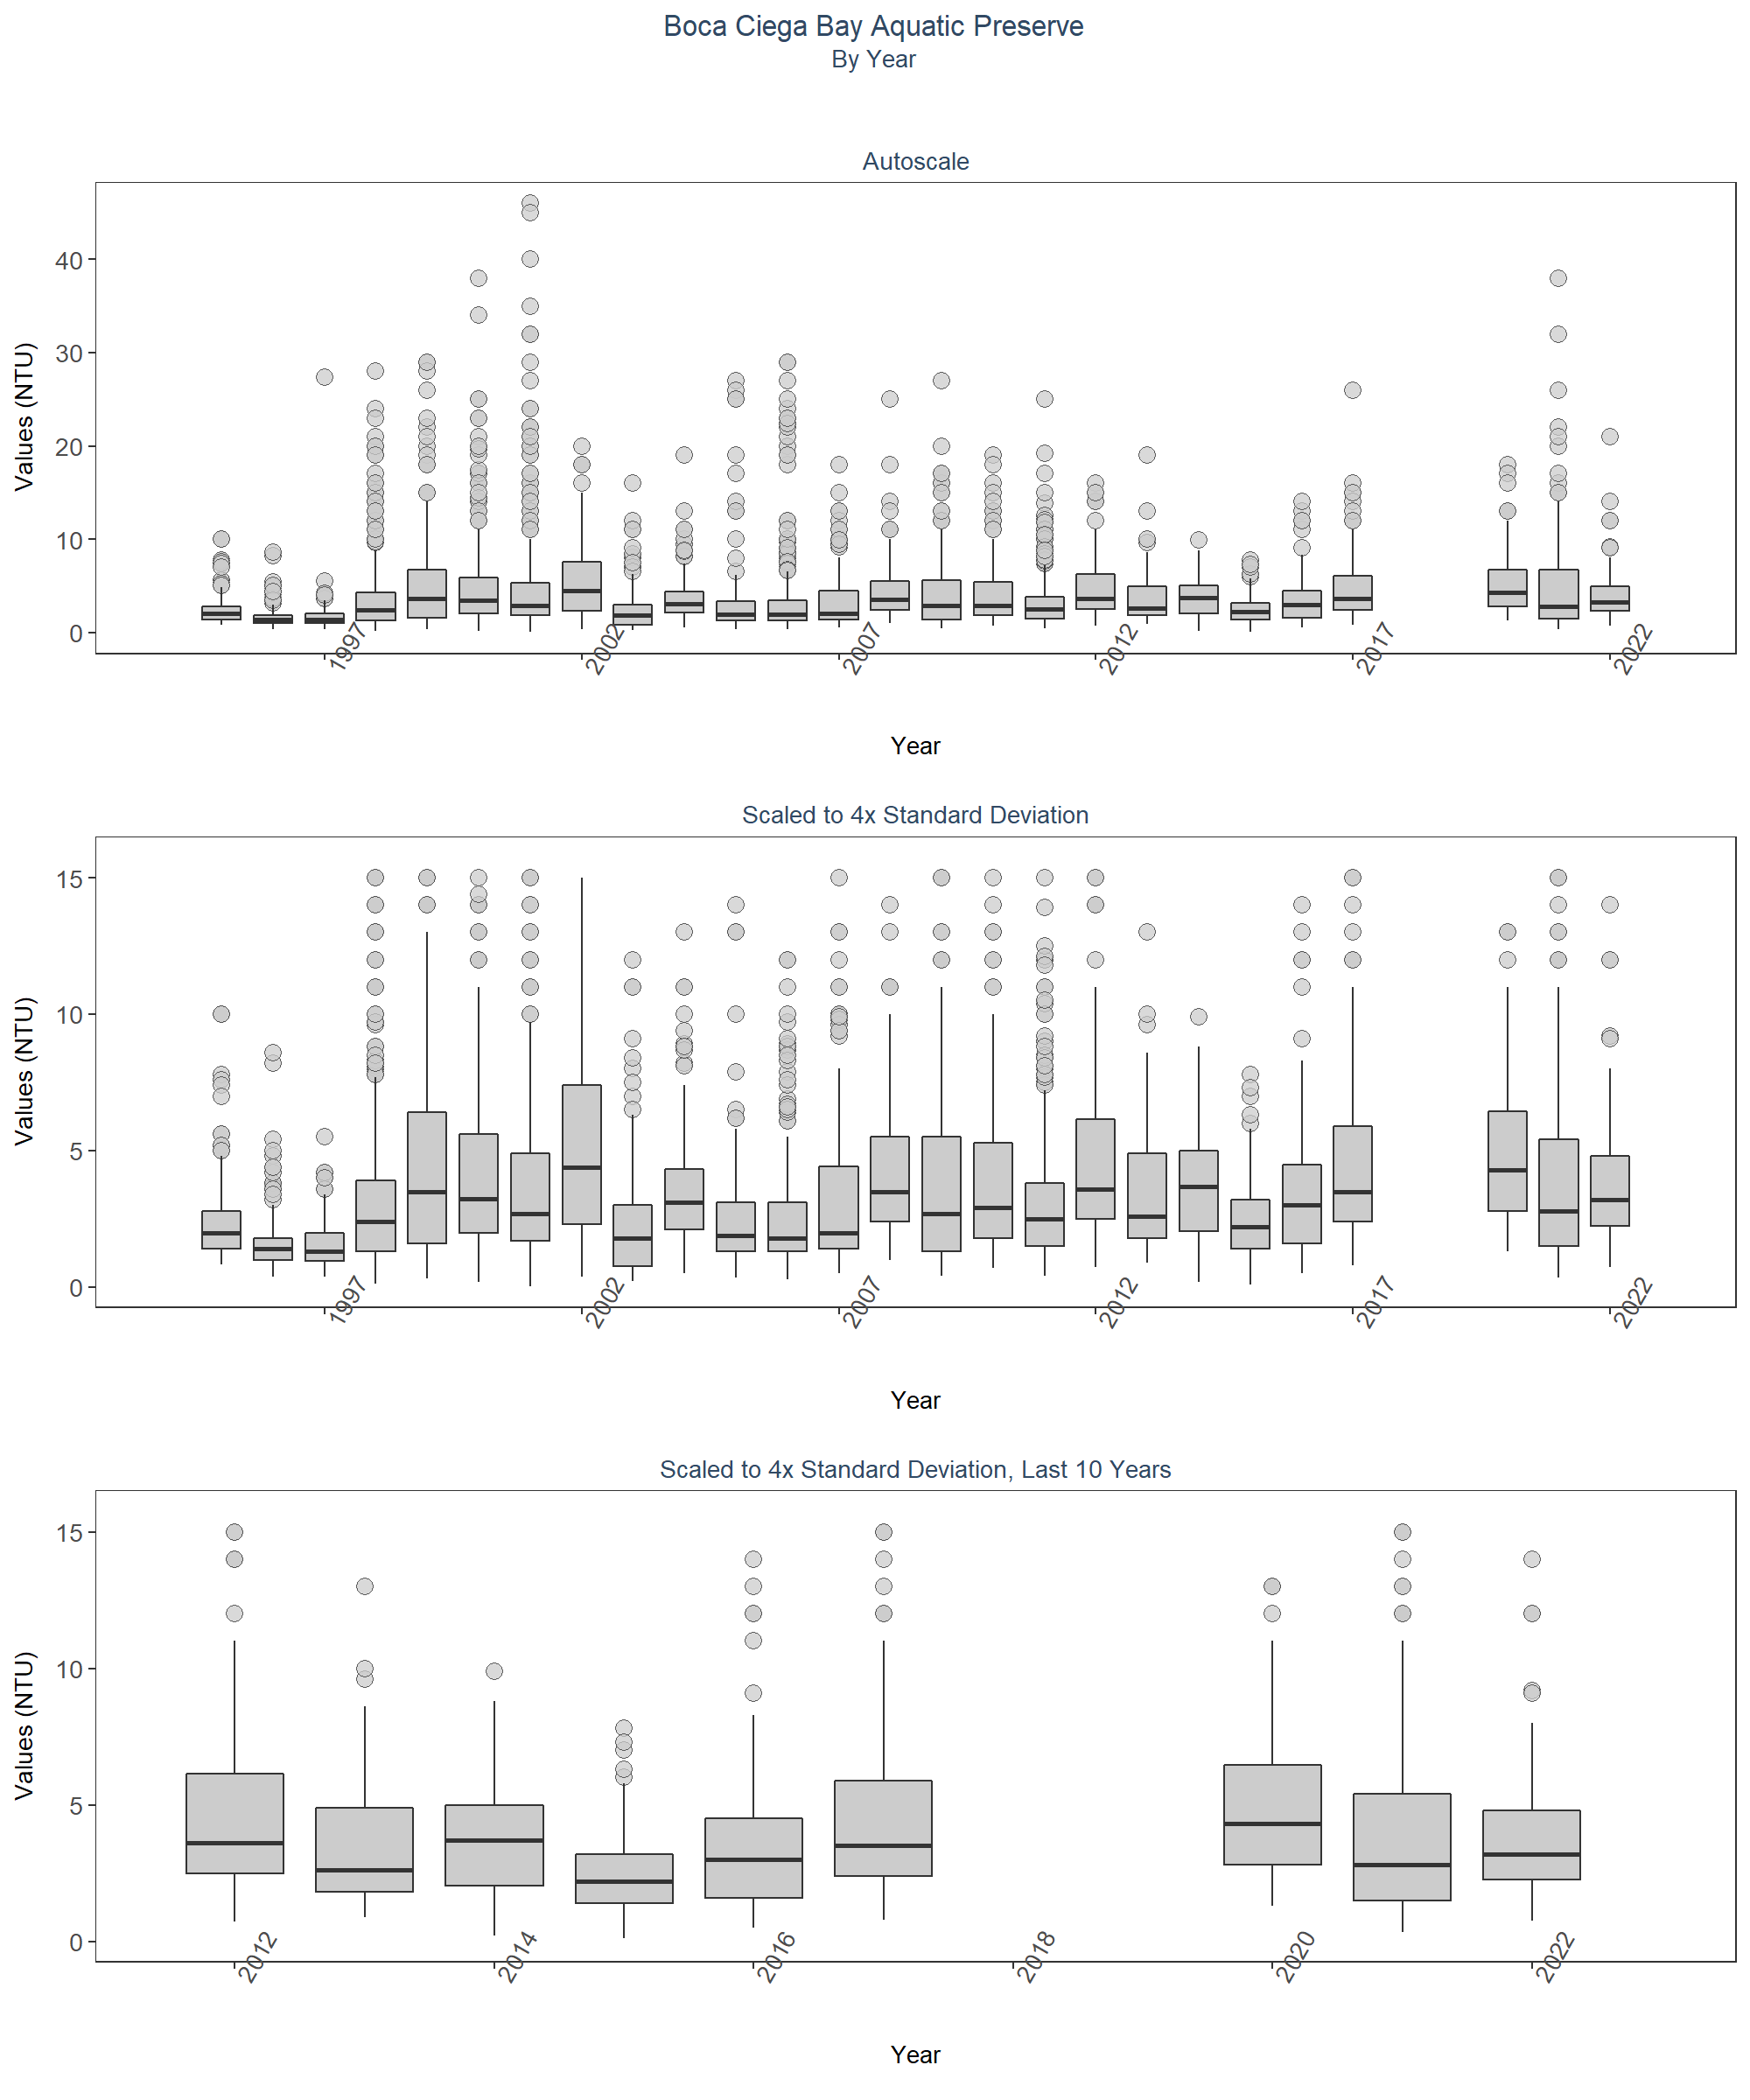 Boca Ciega Bay Aquatic Preserve
By Year
Autoscale
Values (NTU)
40
30
20
10
0
1997
2002
2007
2012
2017
2022
Year
Scaled to 4x Standard Deviation
Values (NTU)
15
10
5
0
1997
2002
2007
2012
2017
2022
Year
Scaled to 4x Standard Deviation, Last 10 Years
Values (NTU)
15
10
5
0
2012
2014
2016
2018
2020
2022
Year